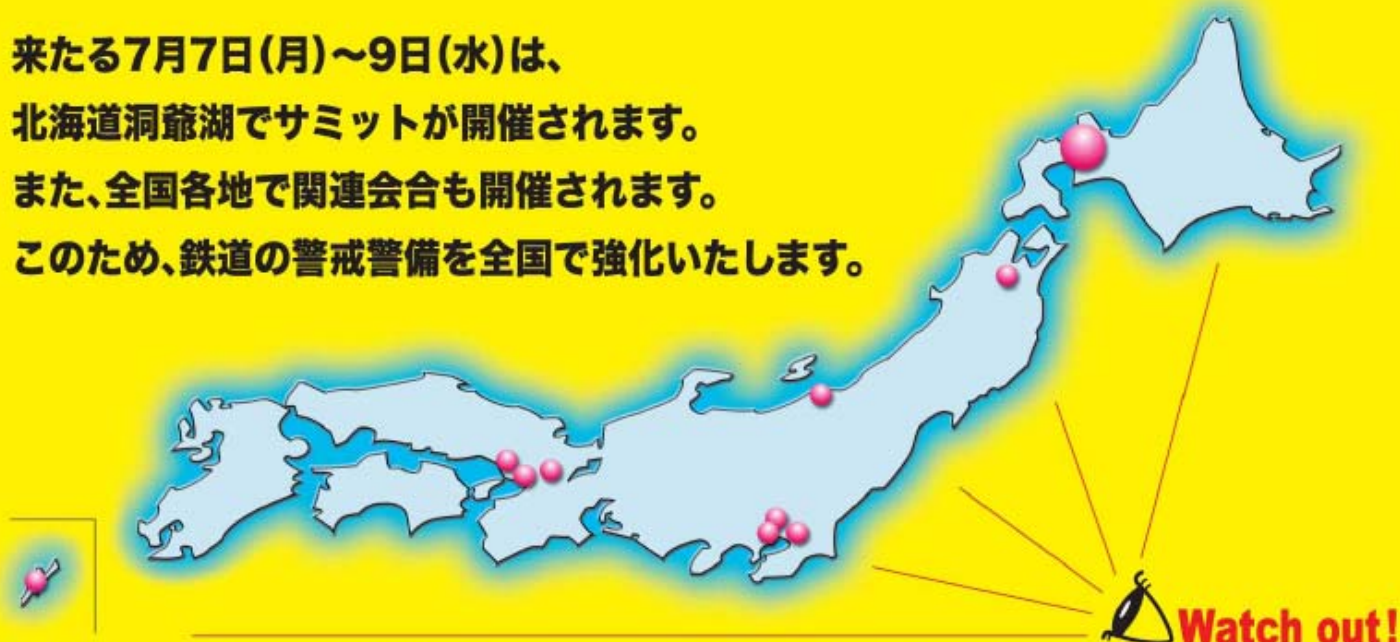 来たる7月7日(月)〜9日(水)は、
北海道洞爺湖でサミットが開催されます。
また、全国各地で関連会合も開催されます。
このため、鉄道の警戒警備を全国で強化いたします。
Watch out!